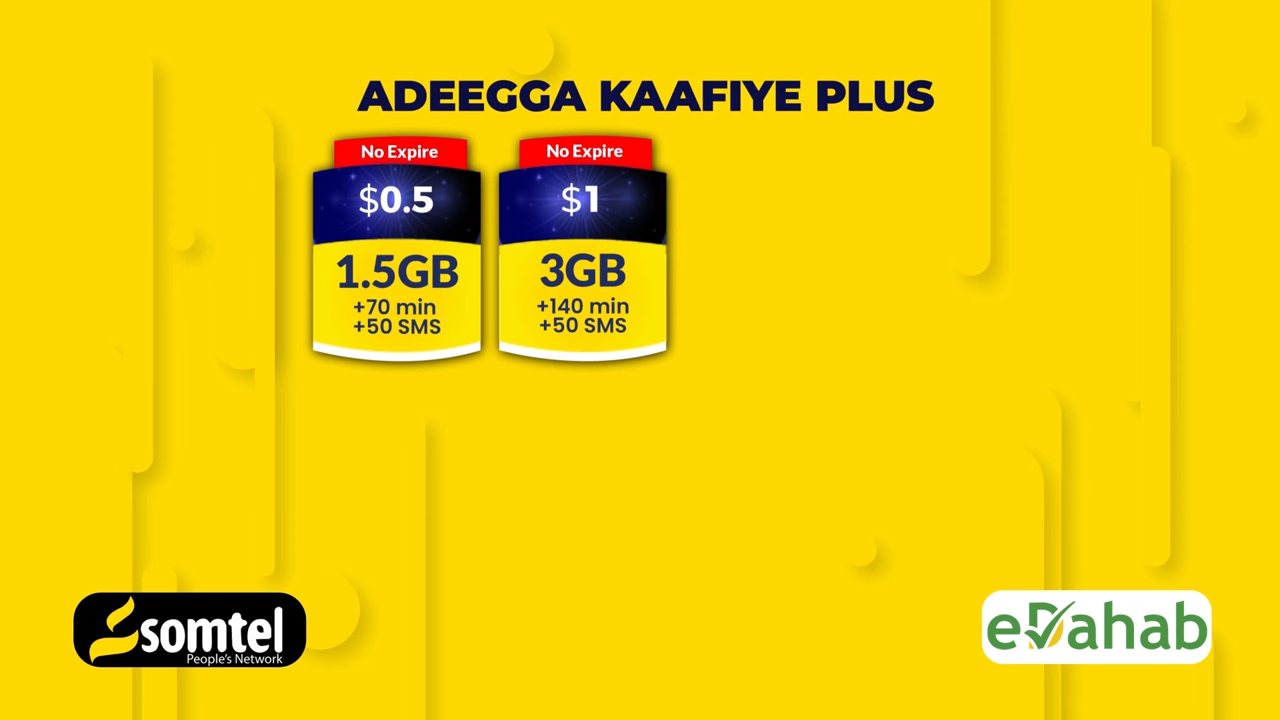 ADEEGGA KAAFIYE PLUS
No Expire
$0.5
1.5GB
+70 min
+50 SMS
No Expire
$1
3GB
+140 min
+50 SMS
somtel
People's Network
eDahab